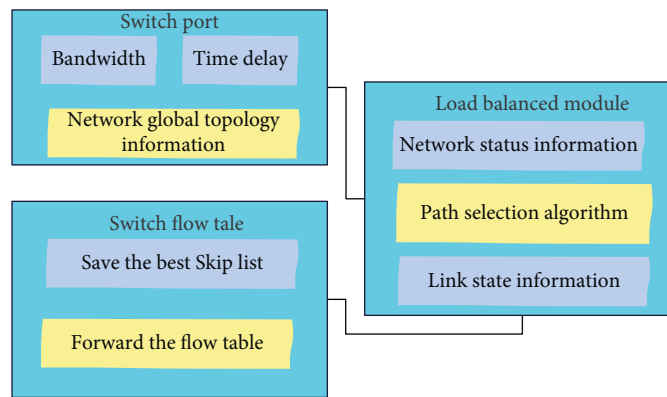 Switch port
Bandwidth
Time delay
Network global topology
information
Load balanced module
Network status information
Path selection algorithm
Link state information
Switch flow tale
Save the best Skip list
Forward the flow table